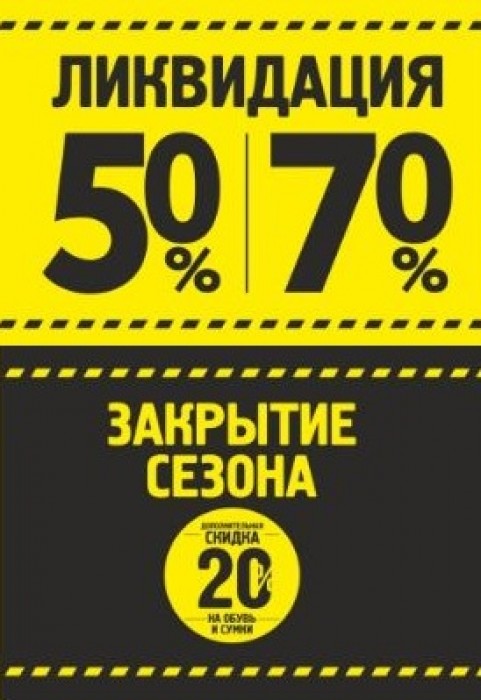 ЛИКВИДАЦИЯ
50% 70%
ЗАКРЫТИЕ
СЕЗОНА
ДОПОЛНИТЕЛЬНАЯ
СКИДКА
20%
НА ОБУВЬ
И СУМКИ